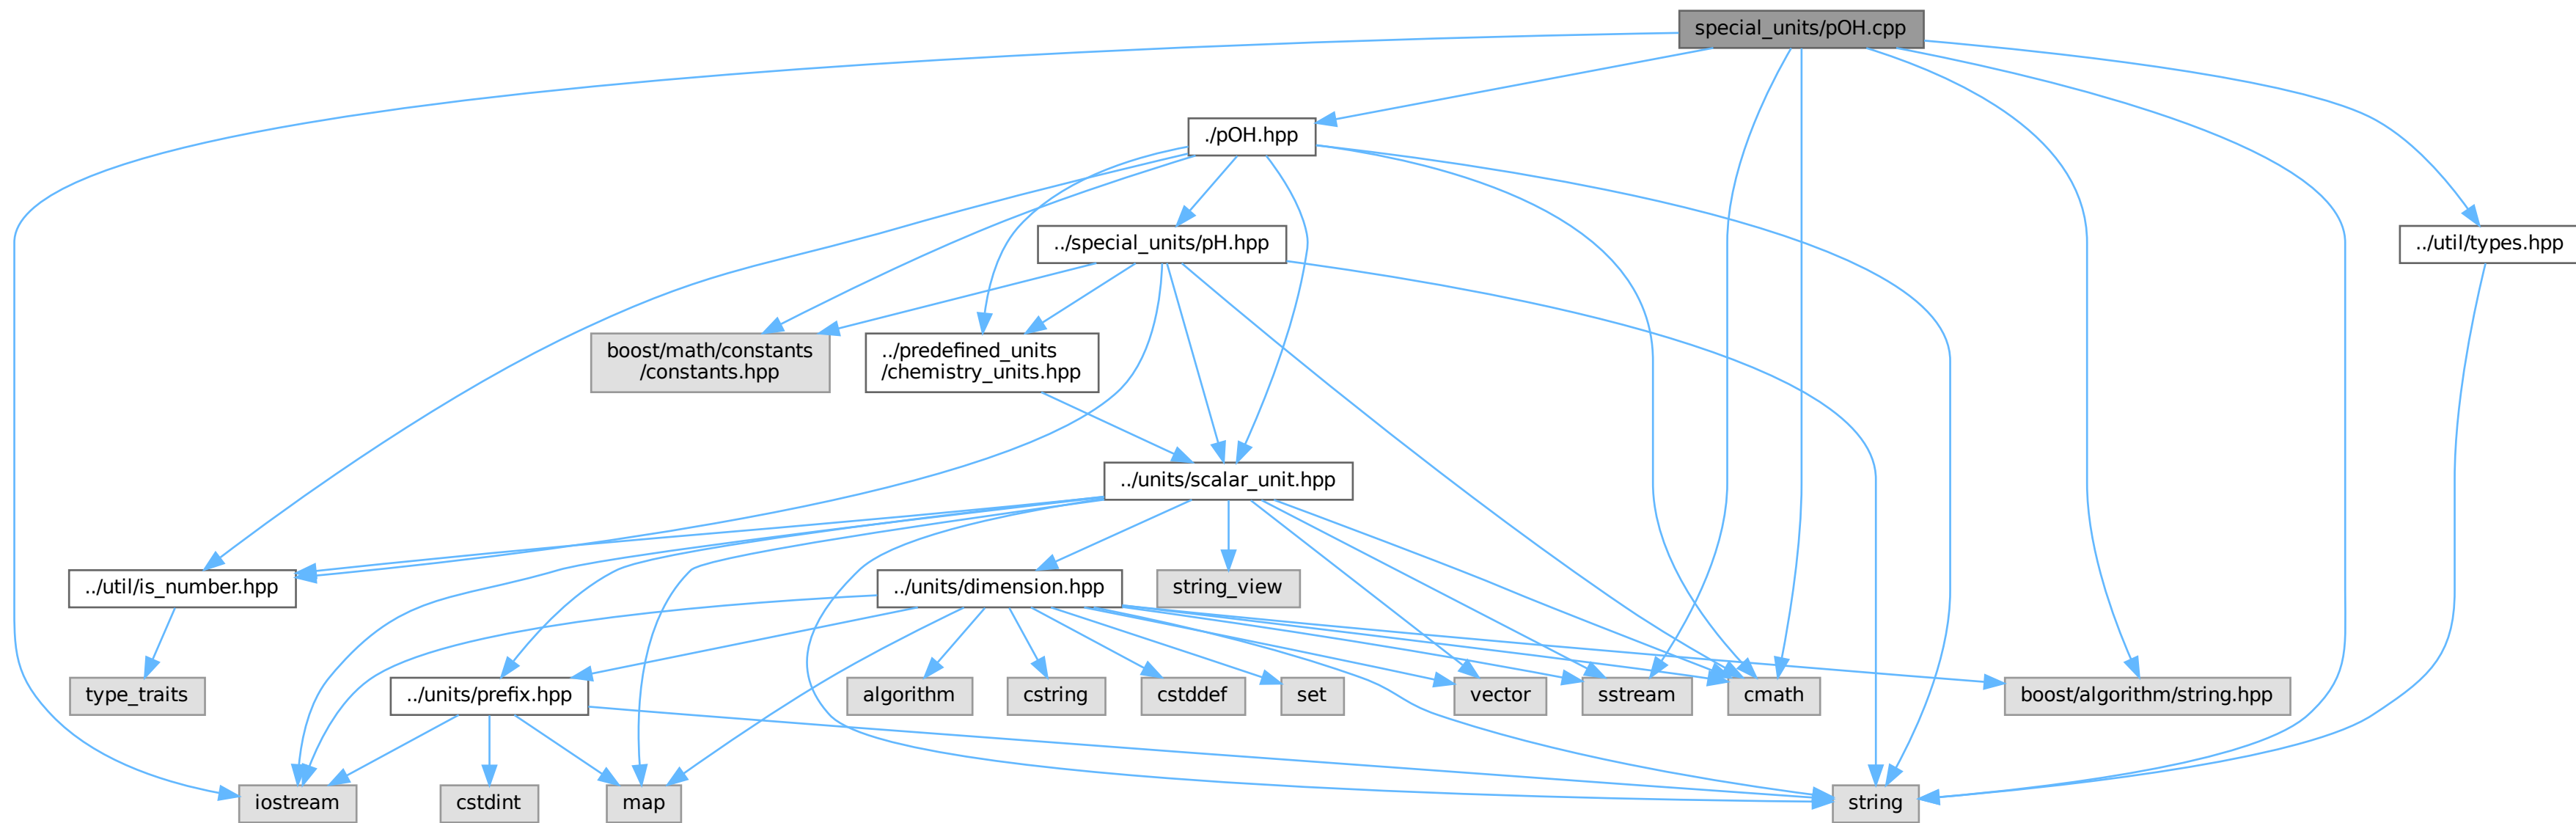 special_units/pOH.cpp
./pOH.hpp
../special_units/pH.hpp
../util/types.hpp
boost/math/constants
/constants.hpp
../predefined_units
/chemistry_units.hpp
../units/scalar_unit.hpp
../util/is_number.hpp
../units/dimension.hpp
string_view
type_traits
../units/prefix.hpp
algorithm
cstring
cstddef
set
vector
sstream
cmath
boost/algorithm/string.hpp
iostream
cstdint
map
string